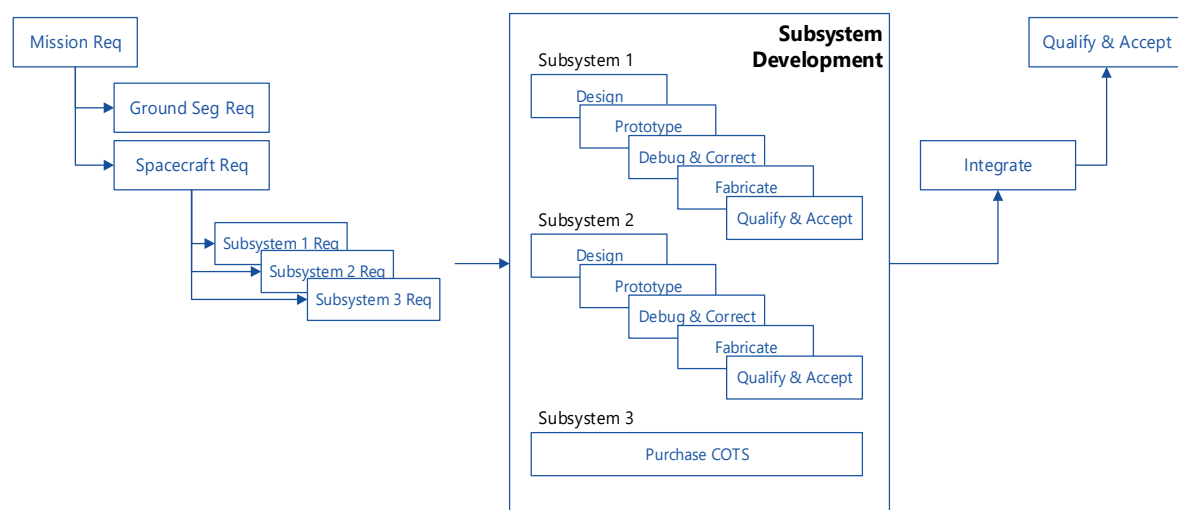 Mission Req
Ground Seg Req
Spacecraft Req
Subsystem 1 Req
Subsystem 2 Req
Subsystem 3 Req
Subsystem
Development
Subsystem 1
Design
Prototype
Debug & Correct
Fabricate
Qualify & Accept
Subsystem 2
Design
Prototype
Debug & Correct
Fabricate
Qualify & Accept
Subsystem 3
Purchase COTS
Integrate
Qualify & Accept